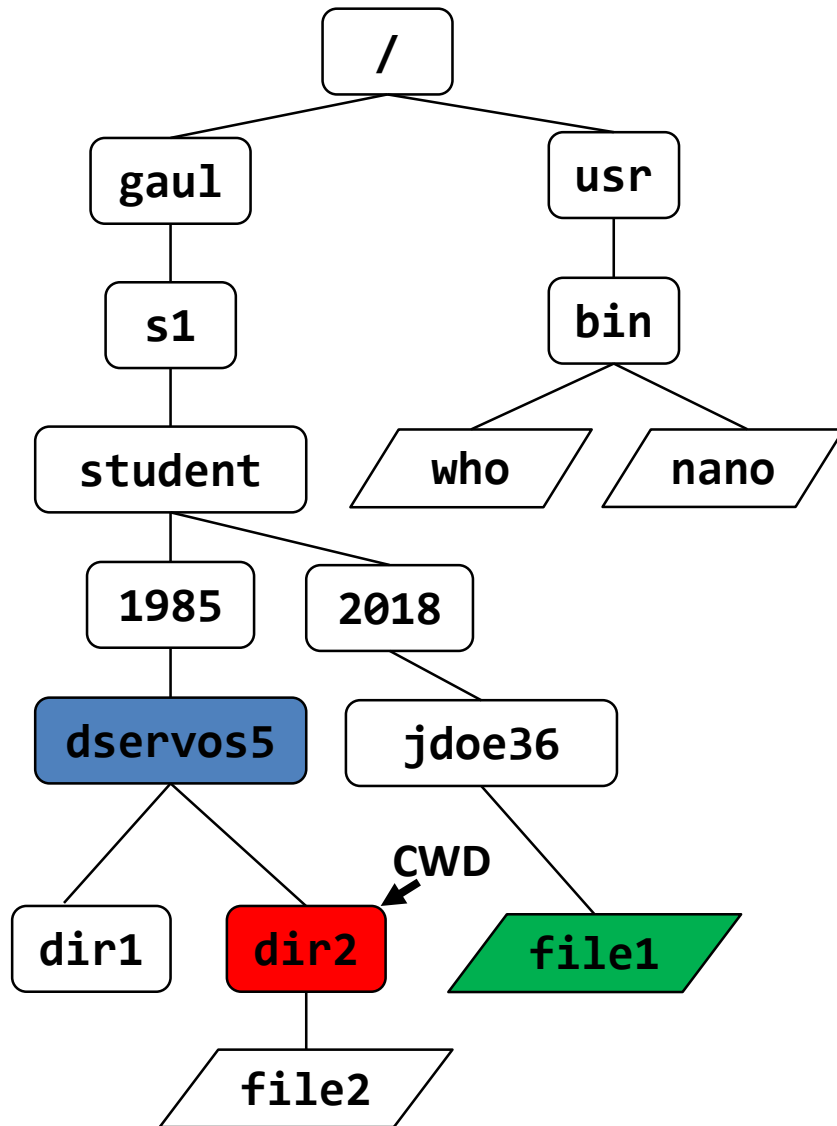 /
gaul
usr
s1
bin
student
who
nano
1985
2018
dservos5
jdoe36
CWD
dir1
dir2
file1
file2